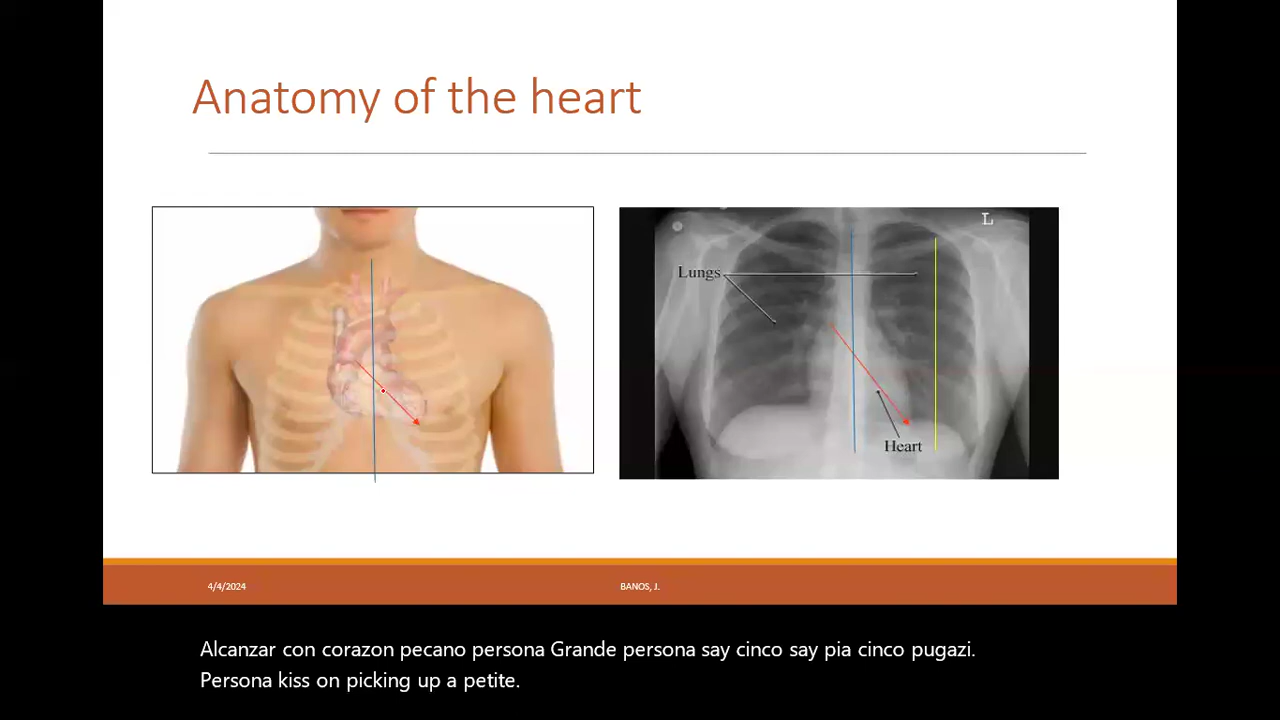 Anatomy of the heart
L
Lungs
Heart
4/4/2024
BANOS, J.
Alcanzar con corazon pecano persona Grande persona say cinco say pia cinco pugazi.
Persona kiss on picking up a petite.